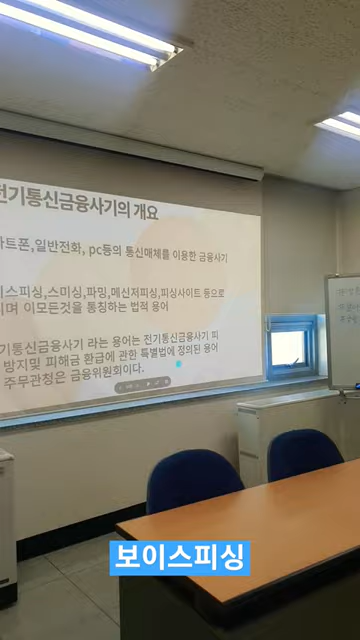 전기통신금융사기의 개요
마트폰,일반전화, pc등의 통신매체를 이용한 금융사기
이스피싱,스미싱,파밍,메신저피싱,피싱사이트 등으로
리며 이모든것을 통칭하는 법적 용어
기통신금융사기 라는 용어는 전기통신금융사기 피
방지및 피해금 환급에 관한 특별법에 정의된 용어
주무관청은 금융위원회이다.
보이스피싱